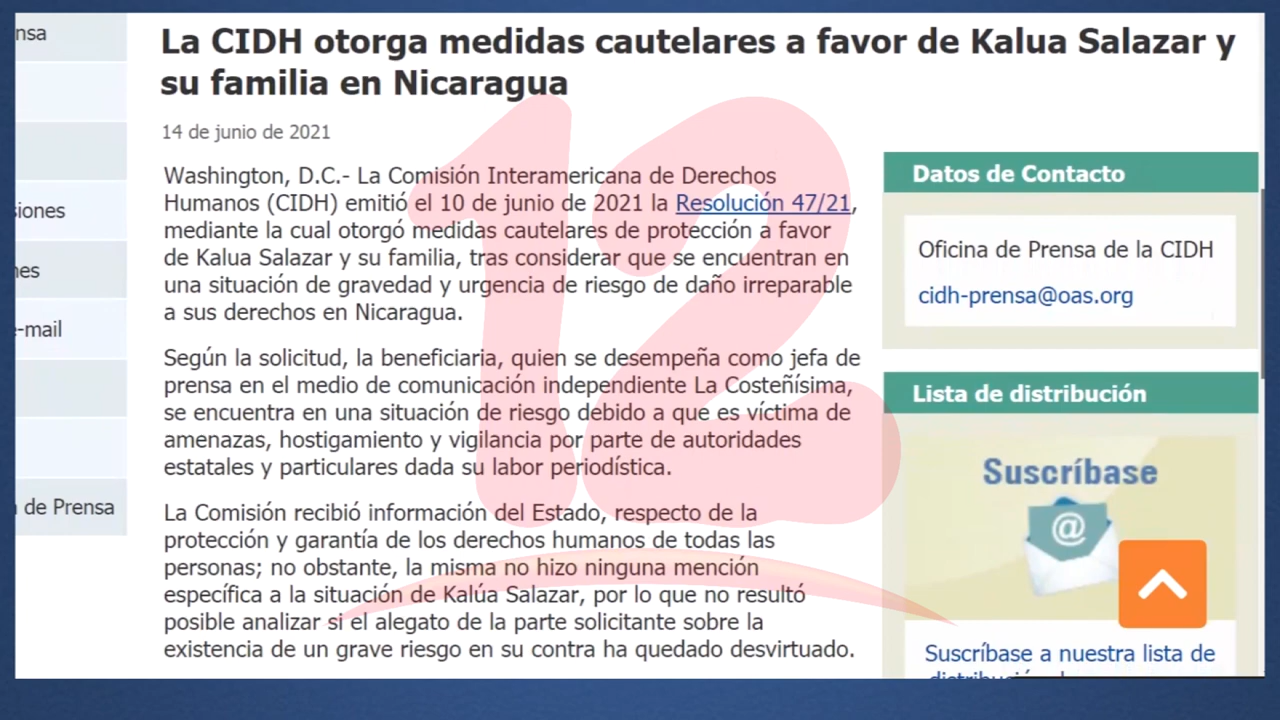 nsa
siones
nes
e-mail
de Prensa
La CIDH otorga medidas cautelares a favor de Kalua Salazar y
su familia en Nicaragua
14 de junio de 2021
Washington, D.C.- La Comisión Interamericana de Derechos
Humanos (CIDH) emitió el 10 de junio de 2021 la Resolución 47/21,
mediante la cual otorgó medidas cautelares de protección a favor
de Kalua Salazar y su familia, tras considerar que se encuentran en
una situación de gravedad y urgencia de riesgo de daño irreparable
a sus derechos en Nicaragua.
Según la solicitud, la beneficiaria, quien se desempeña como jefa de
prensa en el medio de comunicación independiente La Costeñísima,
se encuentra en una situación de riesgo debido a que es víctima de
amenazas, hostigamiento y vigilancia por parte de autoridades
estatales y particulares dada su labor periodística.
La Comisión recibió información del Estado, respecto de la
protección y garantía de los derechos humanos de todas las
personas; no obstante, la misma no hizo ninguna mención
específica a la situación de Kalúa Salazar, por lo que no resultó
posible analizar si el alegato de la parte solicitante sobre la
existencia de un grave riesgo en su contra ha quedado desvirtuado.
12
Datos de Contacto
Oficina de Prensa de la CIDH
cidh-prensa@oas.org
Lista de distribución
Suscríbase
@
Suscríbase a nuestra lista de